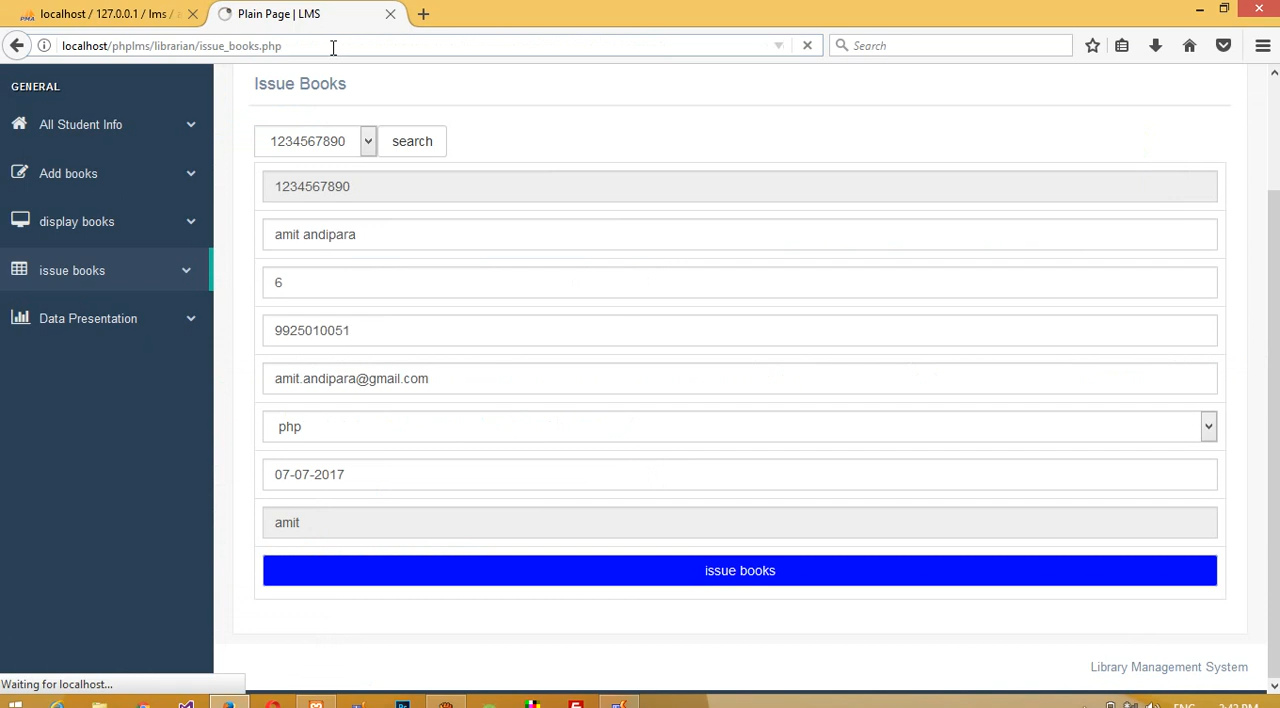 localhost / 127.0.0.1 / lms /
Plain Page | LMS
localhost/phplms/librarian/issue_books.php
Search
GENERAL
All Student Info
Add books
display books
issue books
Data Presentation
Issue Books
1234567890 search
1234567890
amit andipara
6
9925010051
amit.andipara@gmail.com
php
07-07-2017
amit
issue books
Library Management System
Waiting for localhost...
ENG